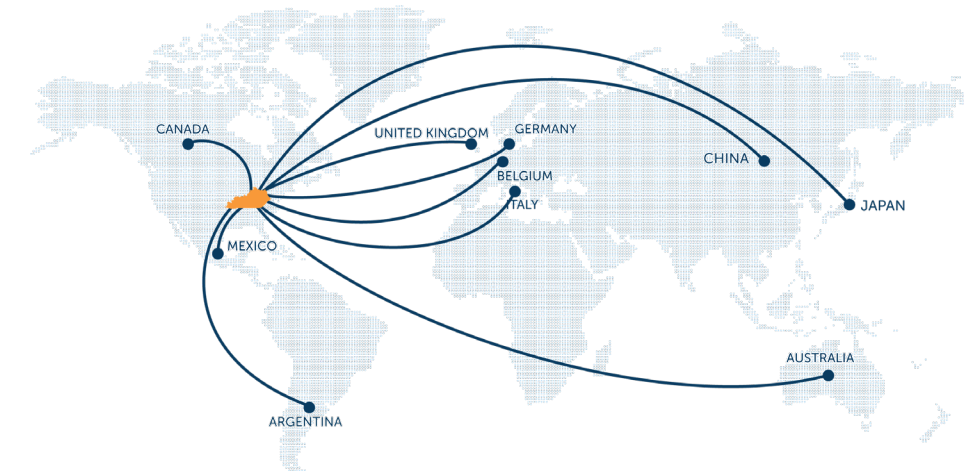 CANADA
UNITED KINGDOM
GERMANY
CHINA
BELGIUM
ITALY
JAPAN
MEXICO
AUSTRALIA
ARGENTINA